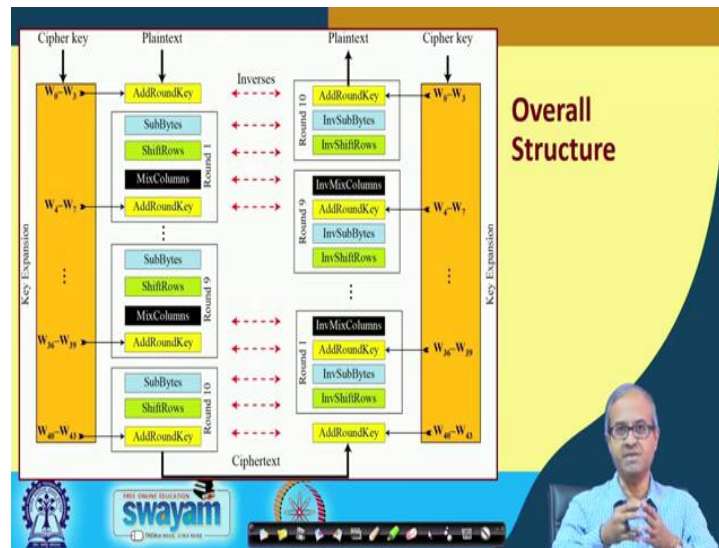 Cipher key
Plaintext
Plaintext
Cipher key
Overall
Structure
W0–W3
AddRoundKey
Inverses
AddRoundKey
W0–W3
SubBytes
InvSubBytes
ShiftRows
InvShiftRows
MixColumns
Round 1
Round 10
W4–W7
AddRoundKey
InvMixColumns
AddRoundKey
W4–W7
InvSubBytes
InvShiftRows
Round 9
⋮
⋮
⋮
Key Expansion
SubBytes
ShiftRows
MixColumns
W36–W39
AddRoundKey
Round 9
⋮
⋮
Key Expansion
InvMixColumns
AddRoundKey
W36–W39
InvSubBytes
InvShiftRows
Round 1
SubBytes
ShiftRows
W40–W43
AddRoundKey
Round 10
AddRoundKey
W40–W43
Ciphertext
FREE ONLINE EDUCATION
swayam